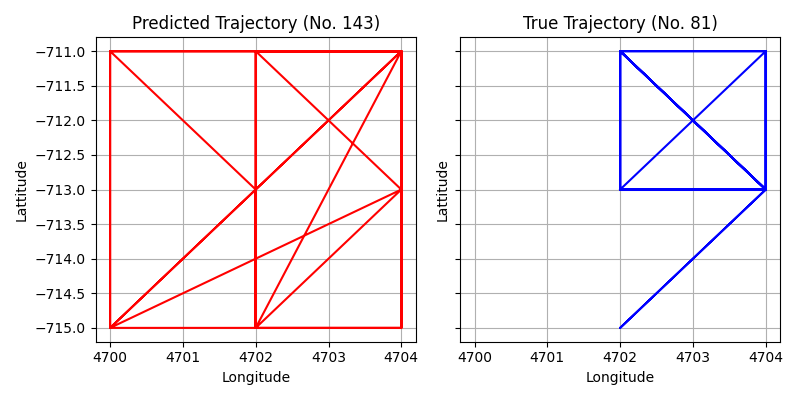 Predicted Trajectory (No. 143)
True Trajectory (No. 81)
−711.0
−711.5
−712.0
−712.5
−713.0
−713.5
−714.0
−714.5
−715.0
Lattitude
Lattitude
4700 4701 4702 4703 4704
4700 4701 4702 4703 4704
Longitude
Longitude